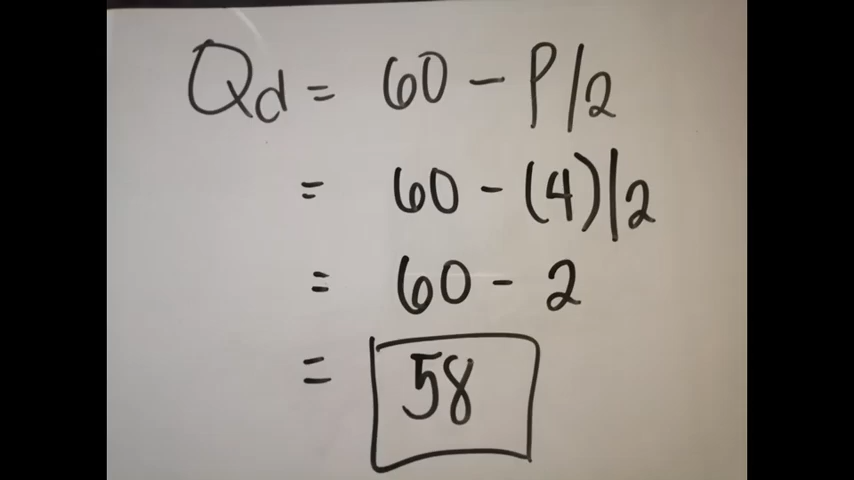 Qd = 60 - P/2
= 60 - (4)/2
= 60 - 2
= 58